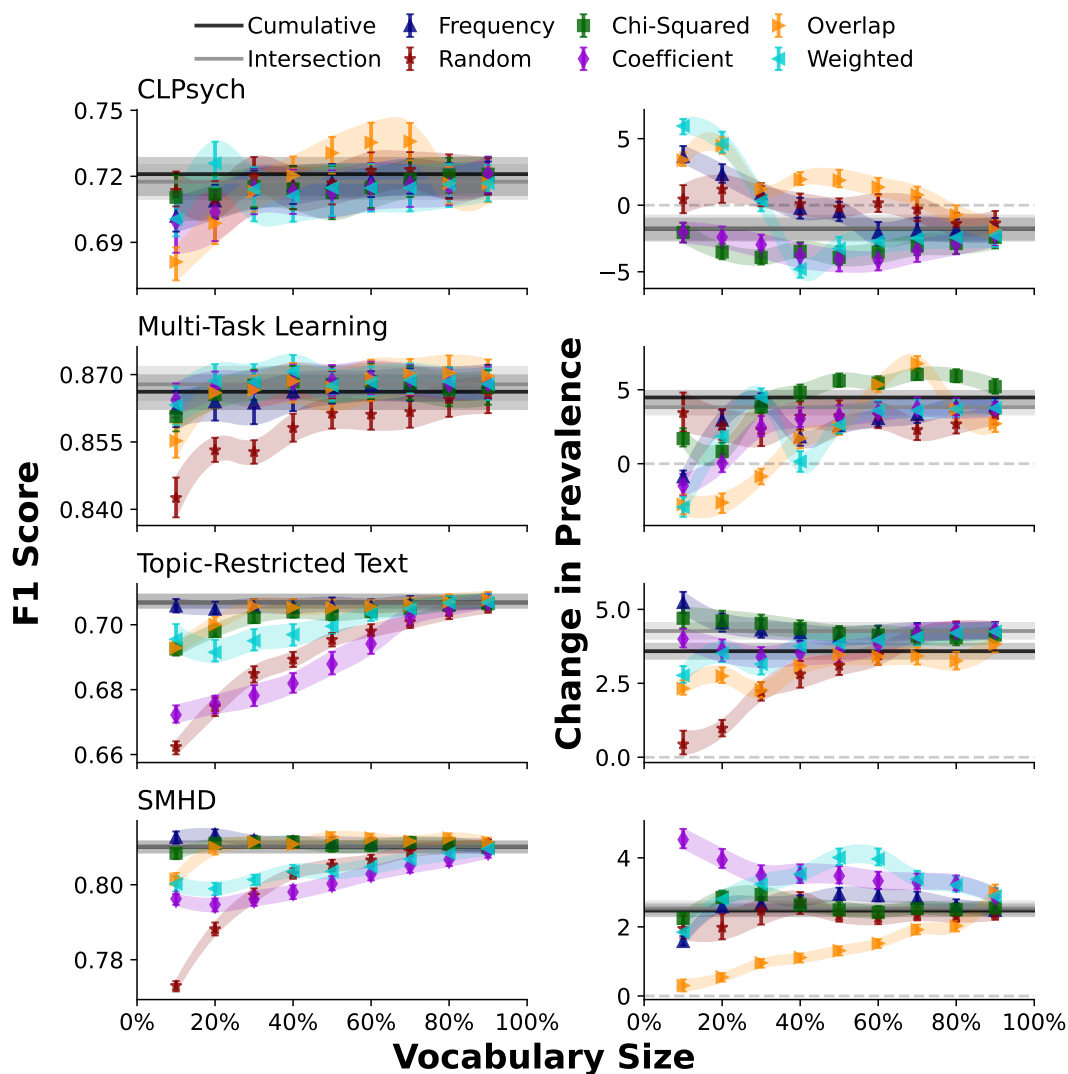 Cumulative Frequency Chi-Squared Overlap
Intersection Random Coefficient Weighted
CLPsych
0.75
0.72
0.69
5
0
−5
Multi-Task Learning
0.870
0.855
0.840
5
0
Topic-Restricted Text
0.70
0.68
0.66
5.0
2.5
0.0
SMHD
0.80
0.78
4
2
0
0% 20% 40% 60% 80% 100%
0% 20% 40% 60% 80% 100%
F1 Score
Change in Prevalence
Vocabulary Size